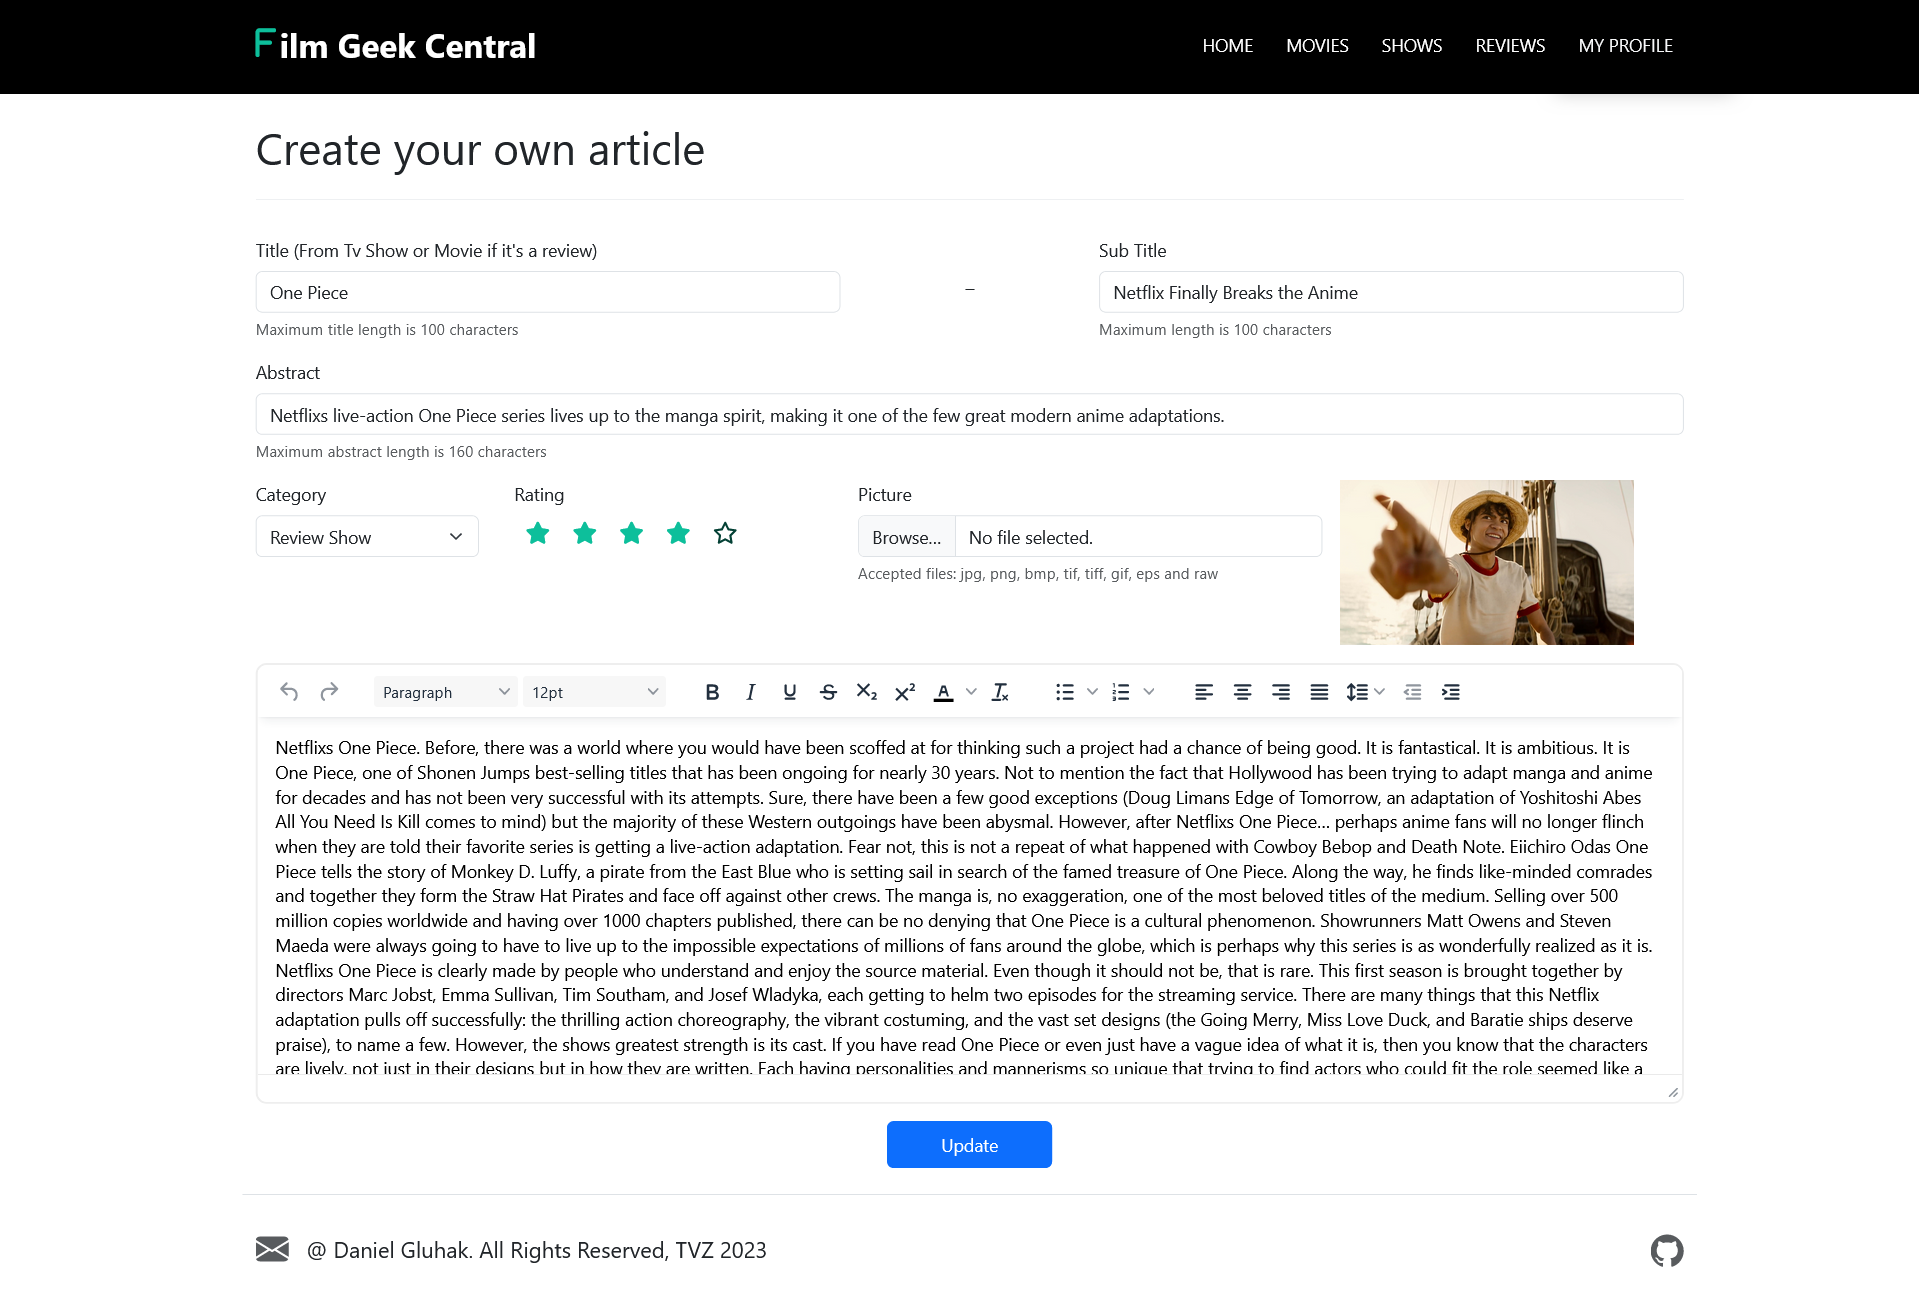 Film Geek Central
HOME MOVIES SHOWS REVIEWS MY PROFILE
Create your own article
Title (From Tv Show or Movie if it's a review)
One Piece
Maximum title length is 100 characters
–
Sub Title
Netflix Finally Breaks the Anime
Maximum length is 100 characters
Abstract
Netflixs live-action One Piece series lives up to the manga spirit, making it one of the few great modern anime adaptations.
Maximum abstract length is 160 characters
Category
Review Show
Rating
Picture
Browse... No file selected.
Accepted files: jpg, png, bmp, tif, tiff, gif, eps and raw
Paragraph 12pt
Netflixs One Piece. Before, there was a world where you would have been scoffed at for thinking such a project had a chance of being good. It is fantastical. It is ambitious. It is
One Piece, one of Shonen Jumps best-selling titles that has been ongoing for nearly 30 years. Not to mention the fact that Hollywood has been trying to adapt manga and anime
for decades and has not been very successful with its attempts. Sure, there have been a few good exceptions (Doug Limans Edge of Tomorrow, an adaptation of Yoshitoshi Abes
All You Need Is Kill comes to mind) but the majority of these Western outgoings have been abysmal. However, after Netflixs One Piece... perhaps anime fans will no longer flinch
when they are told their favorite series is getting a live-action adaptation. Fear not, this is not a repeat of what happened with Cowboy Bebop and Death Note. Eiichiro Odas One
Piece tells the story of Monkey D. Luffy, a pirate from the East Blue who is setting sail in search of the famed treasure of One Piece. Along the way, he finds like-minded comrades
and together they form the Straw Hat Pirates and face off against other crews. The manga is, no exaggeration, one of the most beloved titles of the medium. Selling over 500
million copies worldwide and having over 1000 chapters published, there can be no denying that One Piece is a cultural phenomenon. Showrunners Matt Owens and Steven
Maeda were always going to have to live up to the impossible expectations of millions of fans around the globe, which is perhaps why this series is as wonderfully realized as it is.
Netflixs One Piece is clearly made by people who understand and enjoy the source material. Even though it should not be, that is rare. This first season is brought together by
directors Marc Jobst, Emma Sullivan, Tim Southam, and Josef Wladyka, each getting to helm two episodes for the streaming service. There are many things that this Netflix
adaptation pulls off successfully: the thrilling action choreography, the vibrant costuming, and the vast set designs (the Going Merry, Miss Love Duck, and Baratie ships deserve
praise), to name a few. However, the shows greatest strength is its cast. If you have read One Piece or even just have a vague idea of what it is, then you know that the characters
are lively, not just in their designs but in how they are written. Each having personalities and mannerisms so unique that trying to find actors who could fit the role seemed like a
Update
@ Daniel Gluhak. All Rights Reserved, TVZ 2023